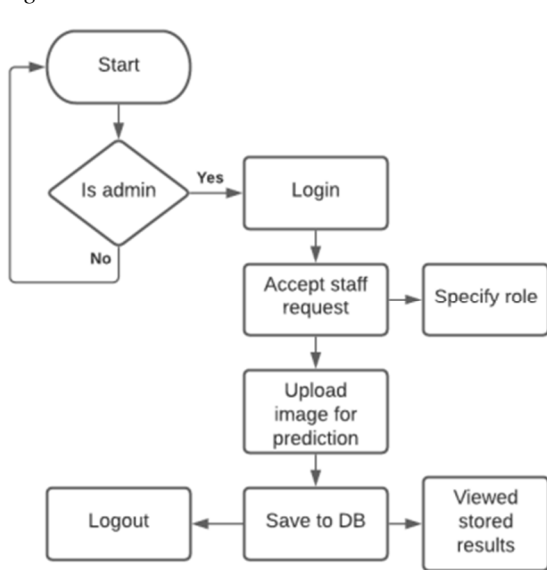 Start
Is admin
Yes
No
Login
Accept staff
request
Specify role
Upload
image for
prediction
Logout
Save to DB
Viewed
stored
results